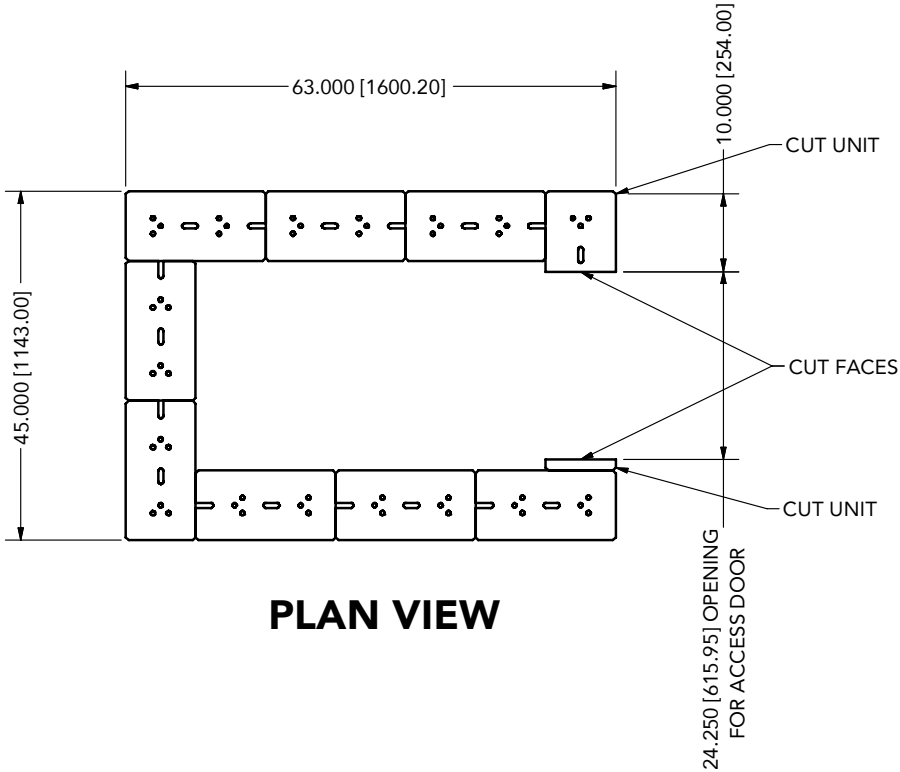 63.000 [1600.20]
10.000 [254.00]
CUT UNIT
45.000 [1143.00]
CUT FACES
CUT UNIT
24.250 [615.95] OPENING
FOR ACCESS DOOR
PLAN VIEW